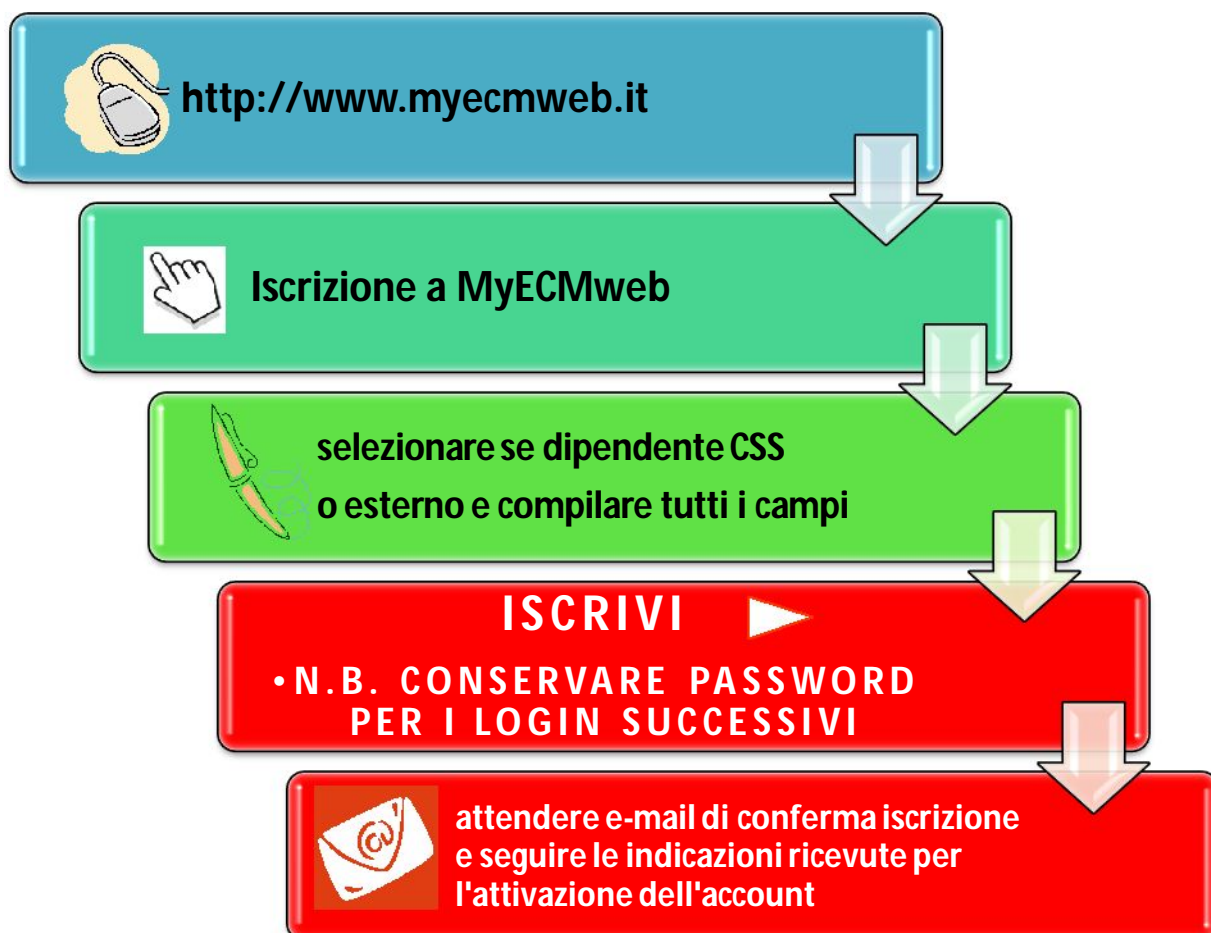 http://www.myecmweb.it
Iscrizione a MyECMweb
selezionare se dipendente CSS
o esterno e compilare tutti i campi
ISCRIVI
•N.B. CONSERVARE PASSWORD
PER I LOGIN SUCCESSIVI
@
attendere e-mail di conferma iscrizione
e seguire le indicazioni ricevute per
l'attivazione dell'account